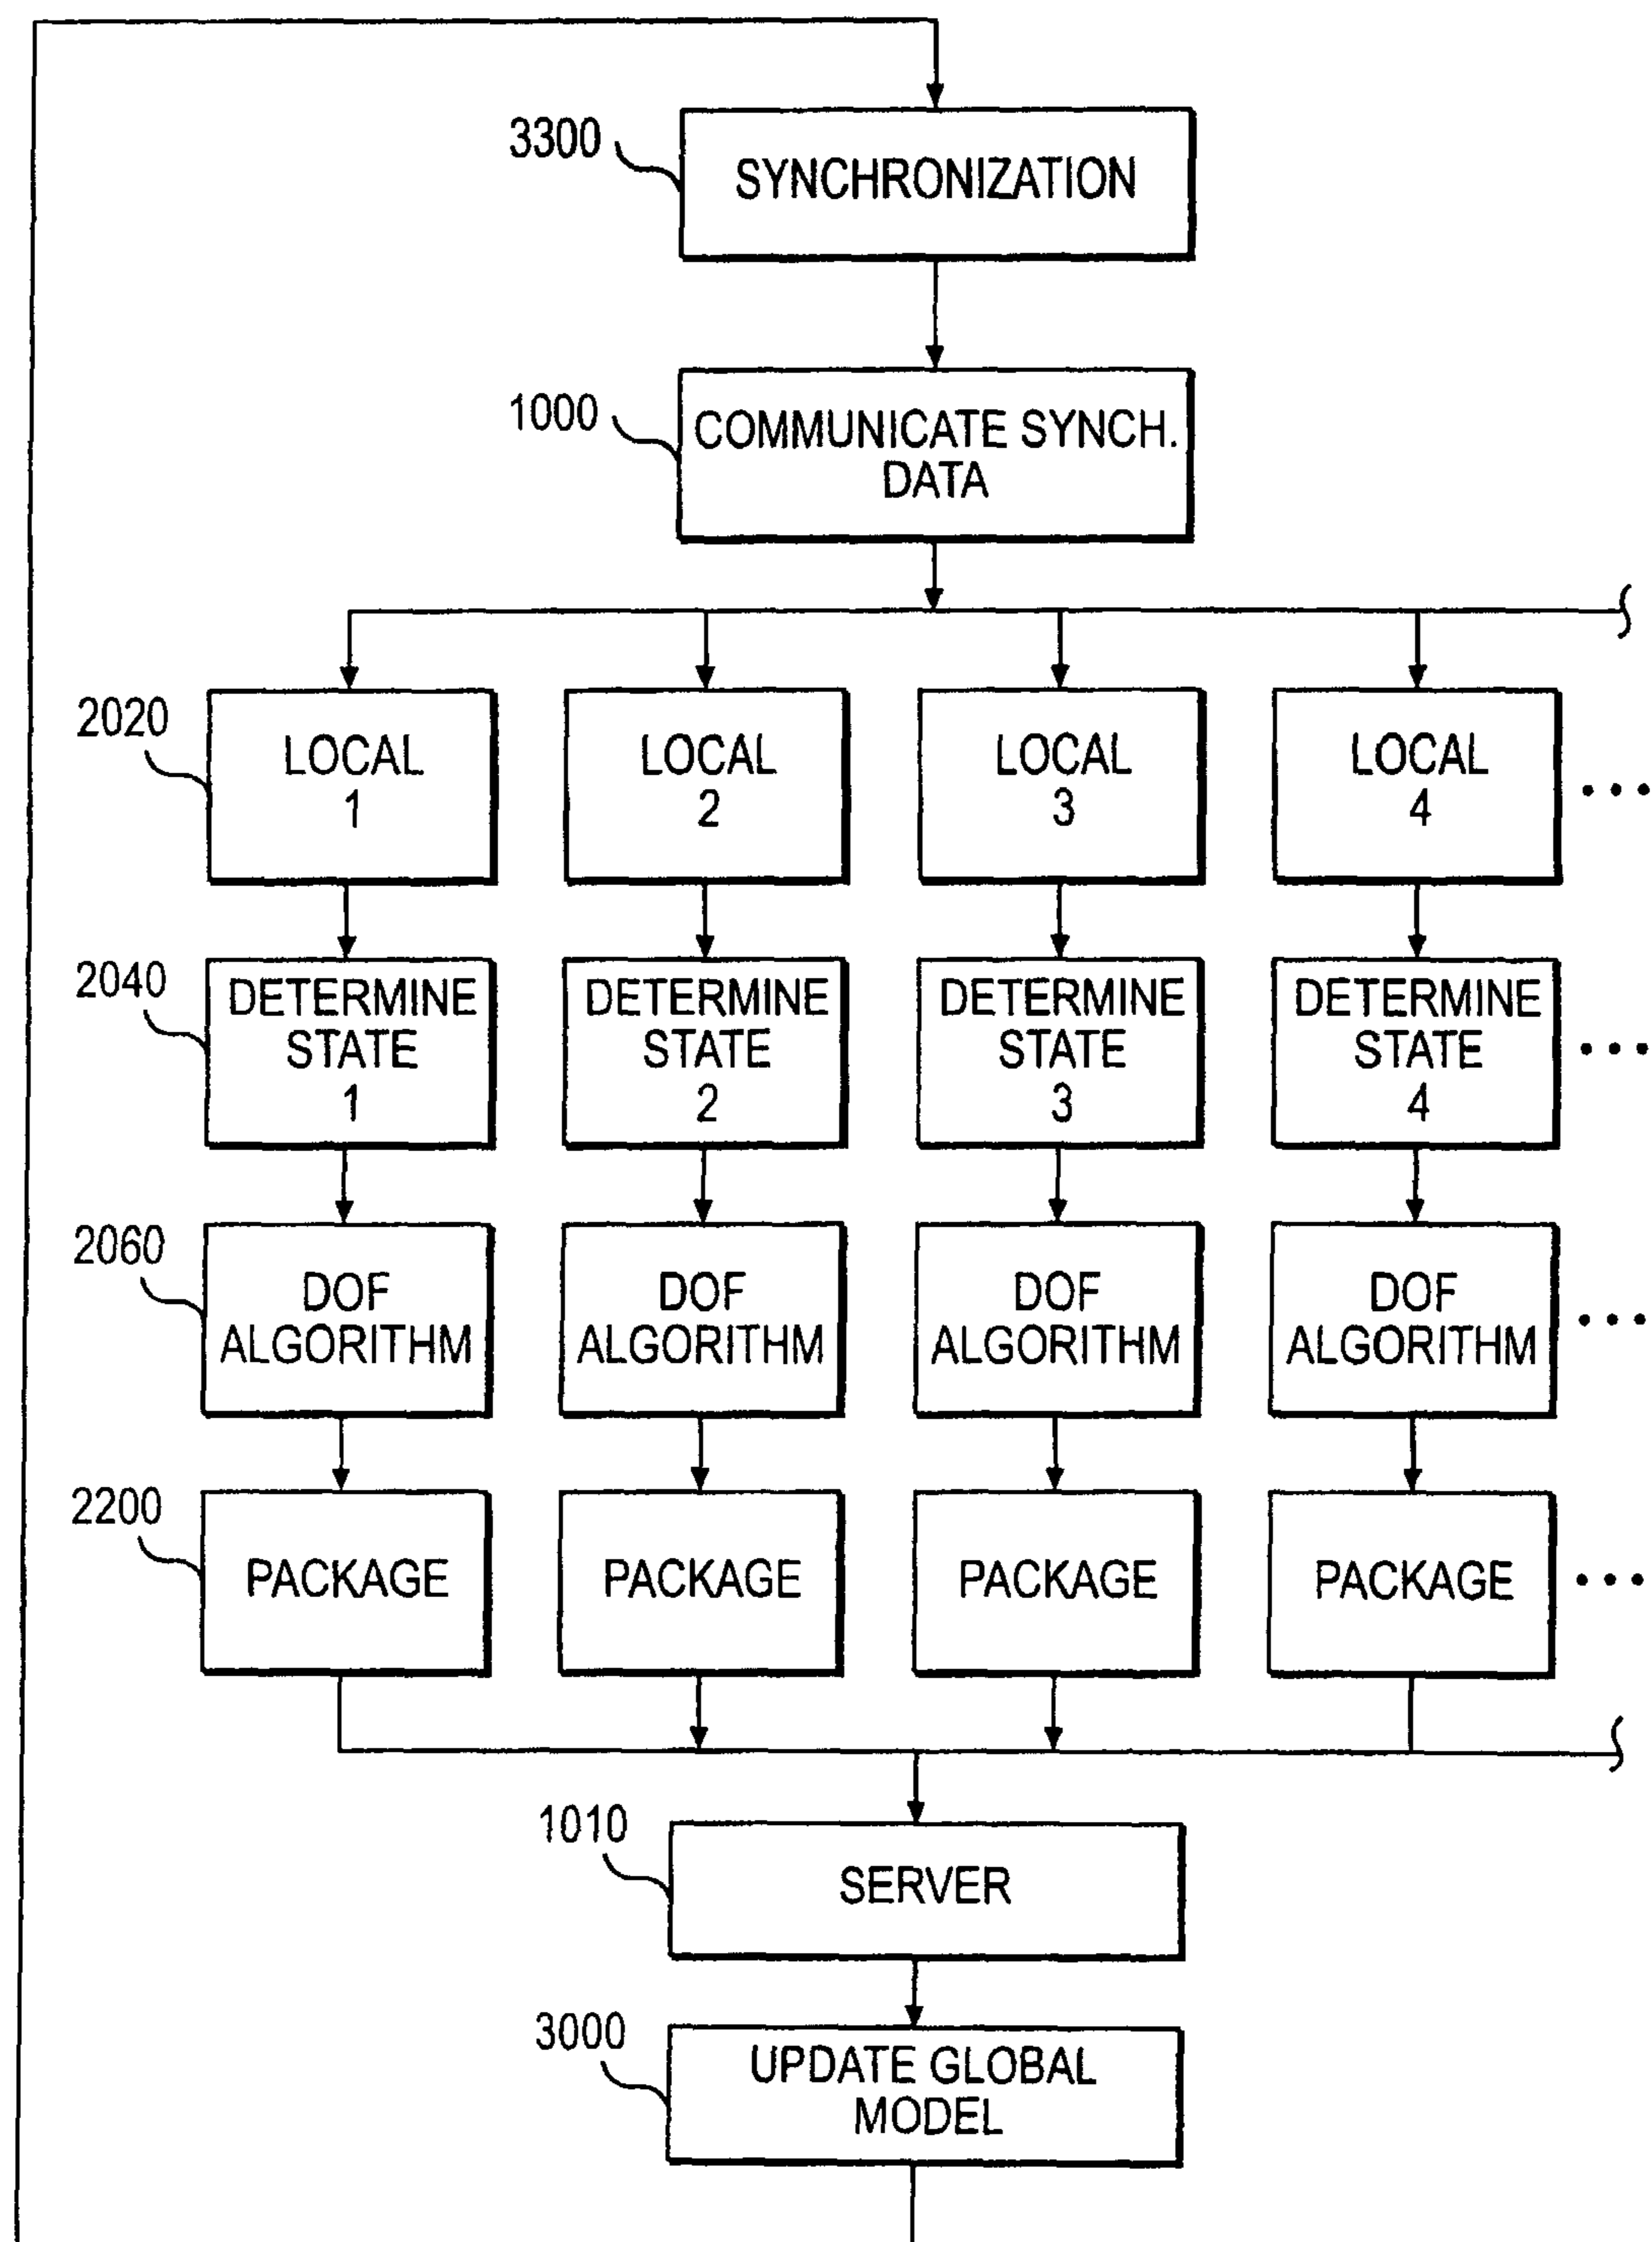 3300
SYNCHRONIZATION
1000
COMMUNICATE SYNCH.
DATA
2020
LOCAL
1
LOCAL
2
LOCAL
3
LOCAL
4
...
2040
DETERMINE
STATE
1
DETERMINE
STATE
2
DETERMINE
STATE
3
DETERMINE
STATE
4
...
2060
DOF
ALGORITHM
DOF
ALGORITHM
DOF
ALGORITHM
DOF
ALGORITHM
...
2200
PACKAGE
PACKAGE
PACKAGE
PACKAGE
...
1010
SERVER
3000
UPDATE GLOBAL
MODEL